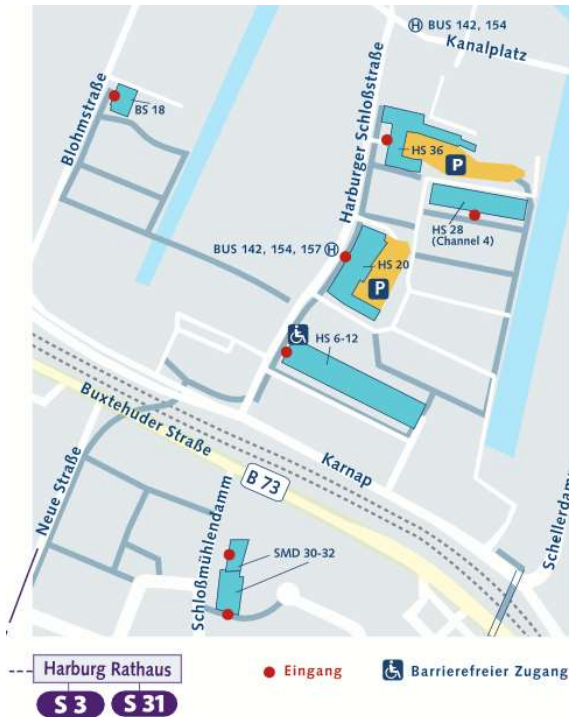 H BUS 142, 154
Kanalplatz
Blohmstraße
BS 18
Harburger Schloßstraße
HS 36
P
HS 28
(Channel 4)
BUS 142, 154, 157 H
HS 20
P
HS 6-12
Buxtehuder Straße
Karnap
B 73
Neue Straße
Schloßmühlendamm
SMD 30-32
Schellerdamm
Harburg Rathaus
S 3
S 31
Eingang
Barrierefreier Zugang